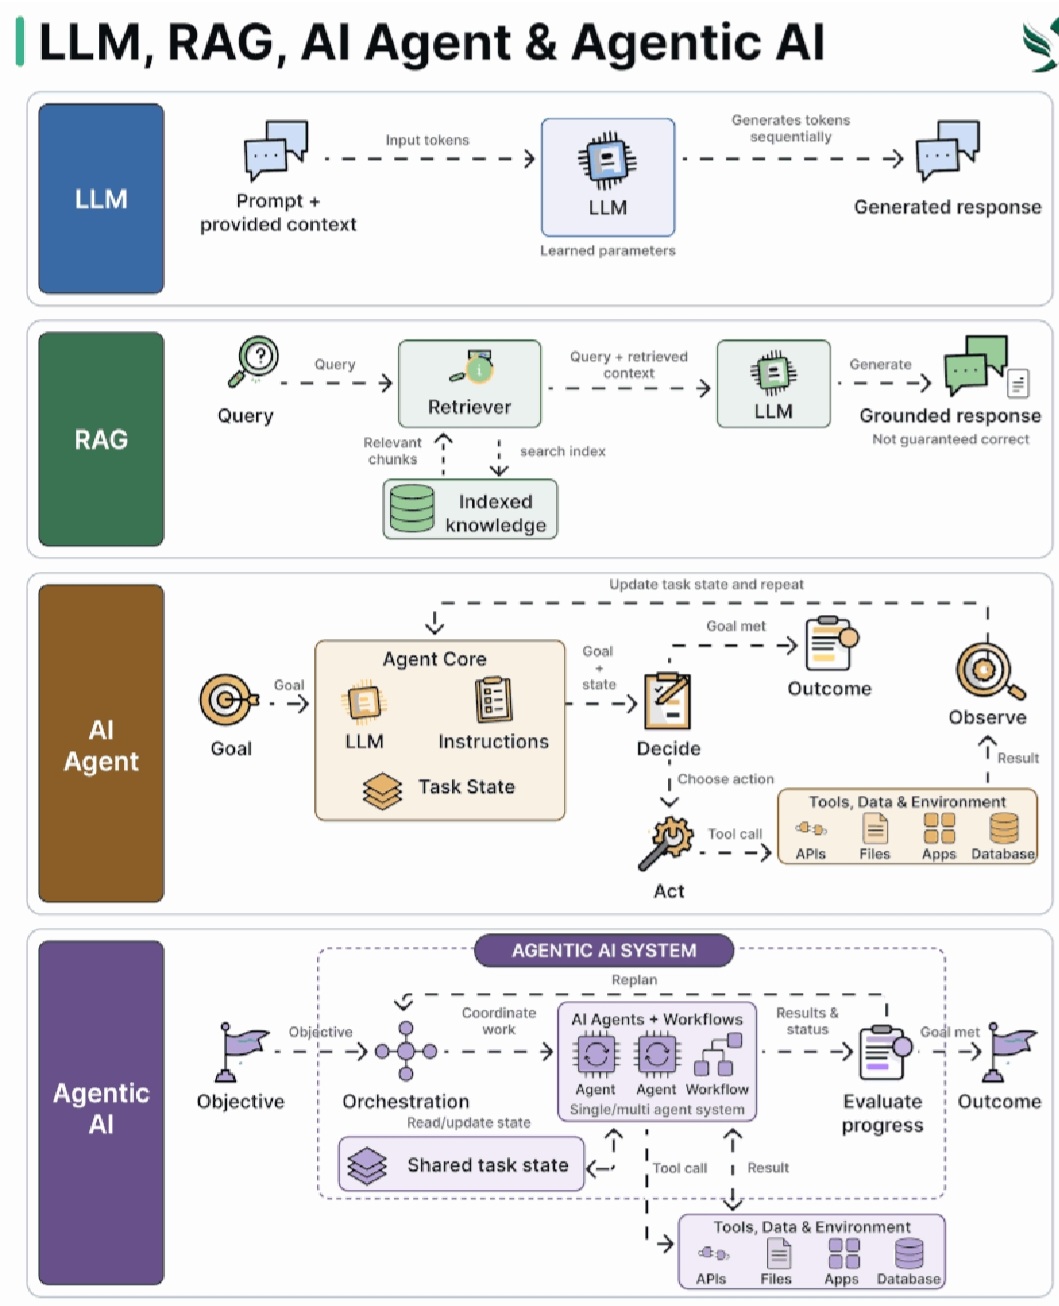 LLM, RAG, AI Agent & Agentic AI
LLM
Prompt +
provided context
Input tokens
LLM
Learned parameters
Generates tokens
sequentially
Generated response
RAG
Query
Query
Retriever
Relevant
chunks
search index
Indexed
knowledge
Query + retrieved
context
LLM
Generate
Grounded response
Not guaranteed correct
AI
Agent
Update task state and repeat
Goal
Goal
Agent Core
LLM
Instructions
Task State
Goal
+
state
Decide
Goal met
Outcome
Choose action
Act
Tool call
Tools, Data & Environment
APIs
Files
Apps
Database
Result
Observe
Agentic
AI
AGENTIC AI SYSTEM
Replan
Objective
Objective
Orchestration
Coordinate
work
AI Agents + Workflows
Agent
Agent
Workflow
Single/multi agent system
Results &
status
Evaluate
progress
Goal met
Outcome
Read/update state
Shared task state
Tool call
Result
Tools, Data & Environment
APIs
Files
Apps
Database